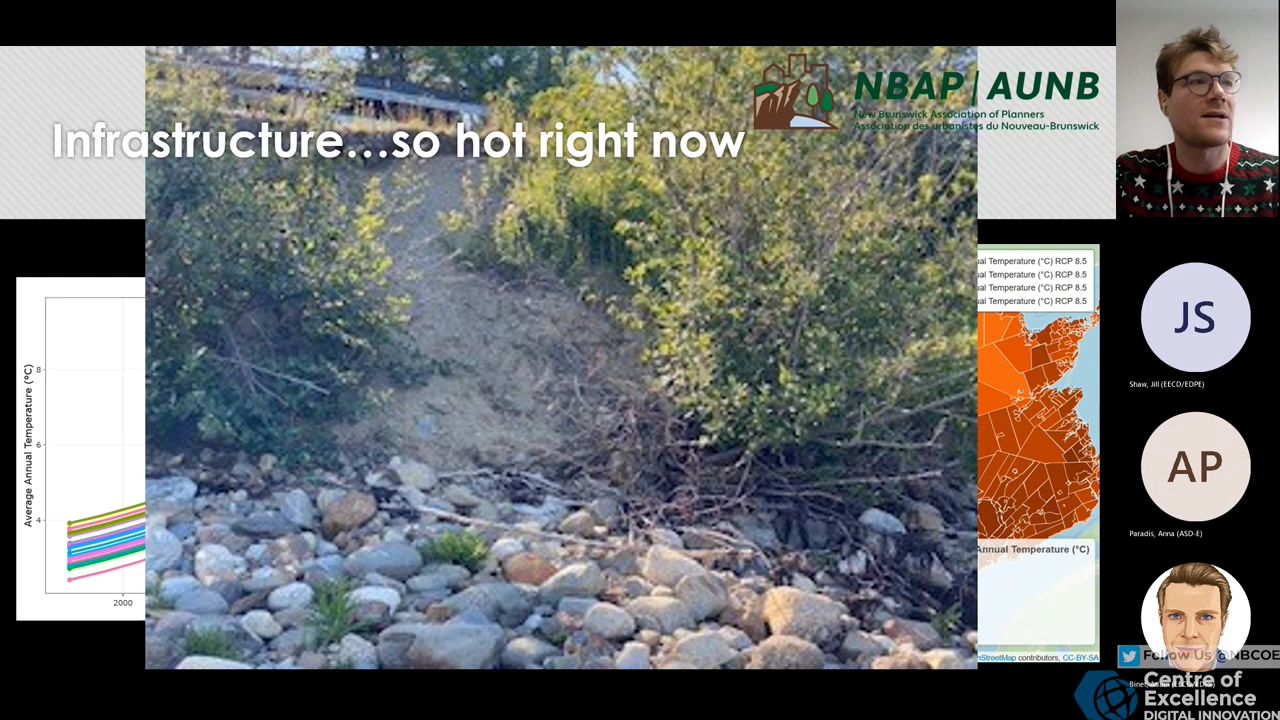 Infrastructure...so hot right now
NBAP | AUNB
New Brunswick Association of Planners
Association des urbanistes du Nouveau-Brunswick
Average Annual Temperature (°C)
8
6
4
2000
ual Temperature (°C) RCP 8.5
ual Temperature (°C) RCP 8.5
ual Temperature (°C) RCP 8.5
ual Temperature (°C) RCP 8.5
Annual Temperature (°C)
nStreetMap contributors, CC-BY-SA
JS
Shaw, Jill (EECD/EDPE)
AP
Paradis, Anna (ASD-E)
Follow Us @NBCOE
Centre of
Excellence
DIGITAL INNOVATION